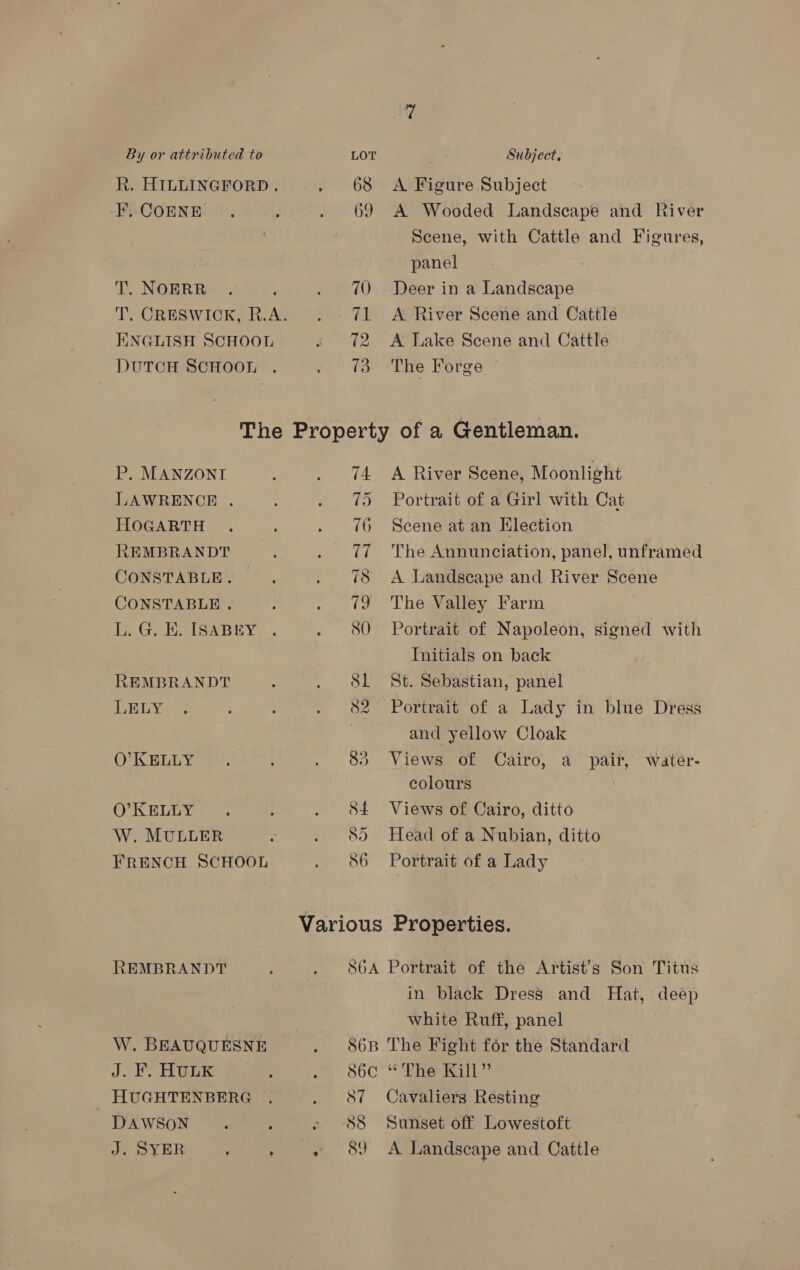 7
By or attributed to LOT Subject.
R. HILLINGFORD . . 68 A Figure Subject
F. COENE . . . 69 A Wooded Landscape and River
Scene, with Cattle and Figures,
panel
T. NOERR . . . 70 Deer in a Landscape
T. CRESWICK, R.A. . 71 A River Scene and Cattle
ENGLISH SCHOOL . 72 A Lake Scene and Cattle
DUTCH SCHOOL . . 73 The Forge
The Property of a Gentleman.
P. MANZONI . . 74 A River Scene, Moonlight
LAWRENCE . . . 75 Portrait of a Girl with Cat
HOGARTH . . . 76 Scene at an Election
REMBRANDT . . 77 The Annunciation, panel, unframed
CONSTABLE . . . 78 A Landscape and River Scene
CONSTABLE . . . 79 The Valley Farm
L. G. E. ISABEY . . 80 Portrait of Napoleon, signed with
Initials on back
REMBRANDT . . 81 St. Sebastian, panel
LELY . . . . 82 Portrait of a Lady in blue Dress
and yellow Cloak
O'KELLY . . . 83 Views of Cairo, a pair, water-
colours
O'KELLY . . . 84 Views of Cairo, ditto
W. MULLER . . 85 Head of a Nubian, ditto
FRENCH SCHOOL . 86 Portrait of a Lady
Various Properties.
REMBRANDT . . 86A Portrait of the Artist's Son Titus
in black Dress and Hat, deep
white Ruff, panel
W. BEAUQUESNE . 86B The Fight for the Standard
J. F. HULK . . 86C "The Kill"
HUGHTENBERG . . 87 Cavaliers Resting
DAWSON . . . 88 Sunset off Lowestoft
J. SYER . . . 89 A Landscape and Cattle